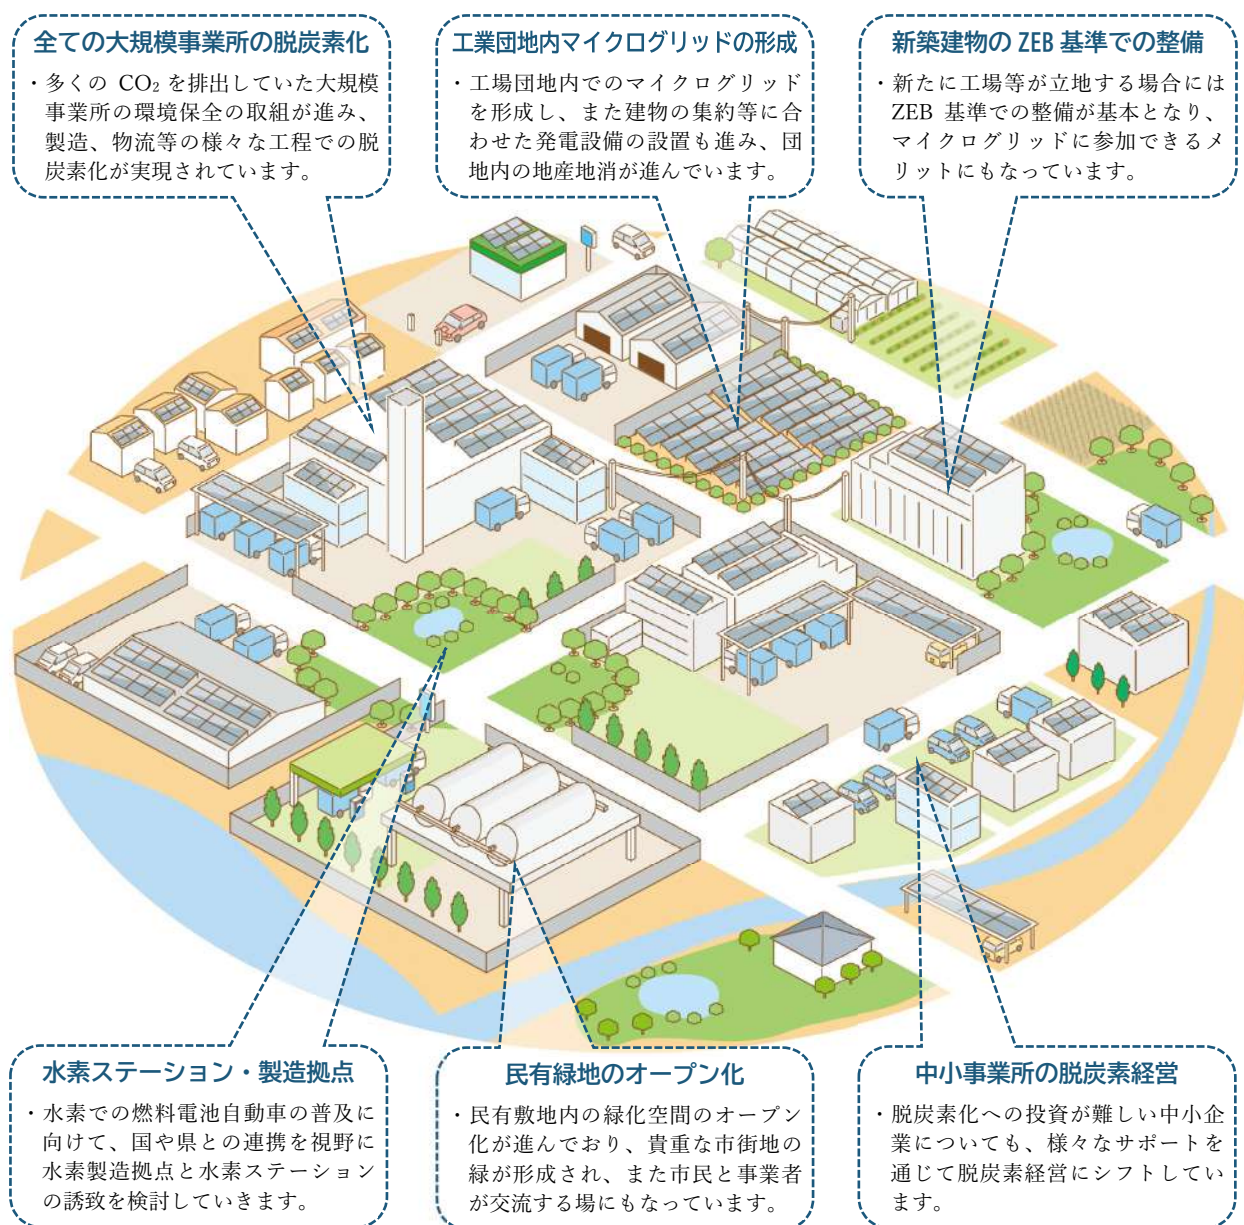 全ての大規模事業所の脱炭素化
・多くの CO₂ を排出していた大規模
事業所の環境保全の取組が進み、
製造、物流等の様々な工程での脱
炭素化が実現されています。
工業団地内マイクログリッドの形成
・工場団地内でのマイクログリッド
を形成し、また建物の集約等に合
わせた発電設備の設置も進み、団
地内の地産地消が進んでいます。
新築建物の ZEB 基準での整備
・新たに工場等が立地する場合には
ZEB 基準での整備が基本となり、
マイクログリッドに参加できるメ
リットにもなっています。
水素ステーション・製造拠点
・水素での燃料電池自動車の普及に
向けて、国や県との連携を視野に
水素製造拠点と水素ステーション
の誘致を検討していきます。
民有緑地のオープン化
・民有敷地内の緑化空間のオープン
化が進んでおり、貴重な市街地の
緑が形成され、また市民と事業者
が交流する場にもなっています。
中小事業所の脱炭素経営
・脱炭素化への投資が難しい中小企
業についても、様々なサポートを
通じて脱炭素経営にシフトしてい
ます。